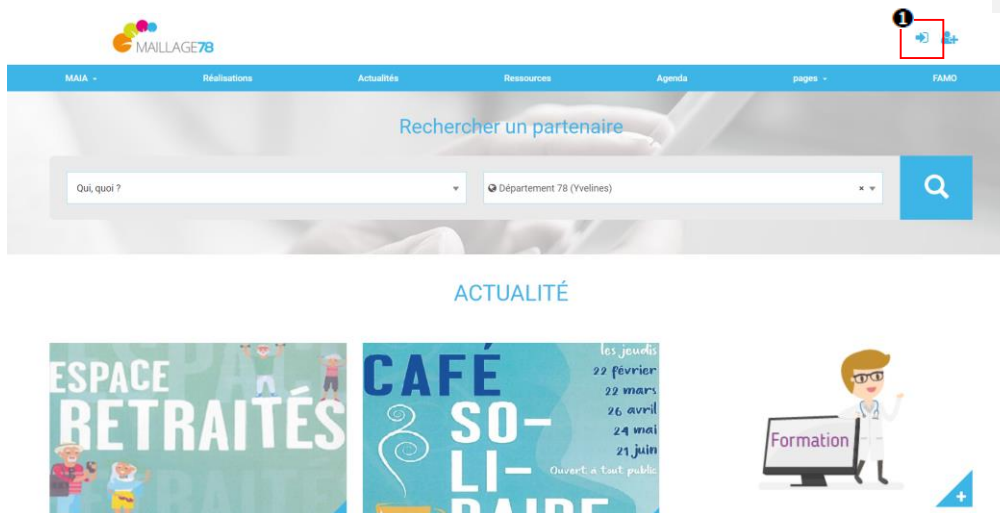 1
MAILLAGE78
MAIA
Réalisations
Actualités
Ressources
Agenda
pages
FAMO
Rechercher un partenaire
Qui, quoi ?
Département 78 (Yvelines)
×
ACTUALITÉ
ESPACE
RETRAITÉS
CAFÉ
SO-
LI-
DAIRE
les jeudis
22 février
22 mars
26 avril
24 mai
21 juin
Ouvert à tout public
Formation
+